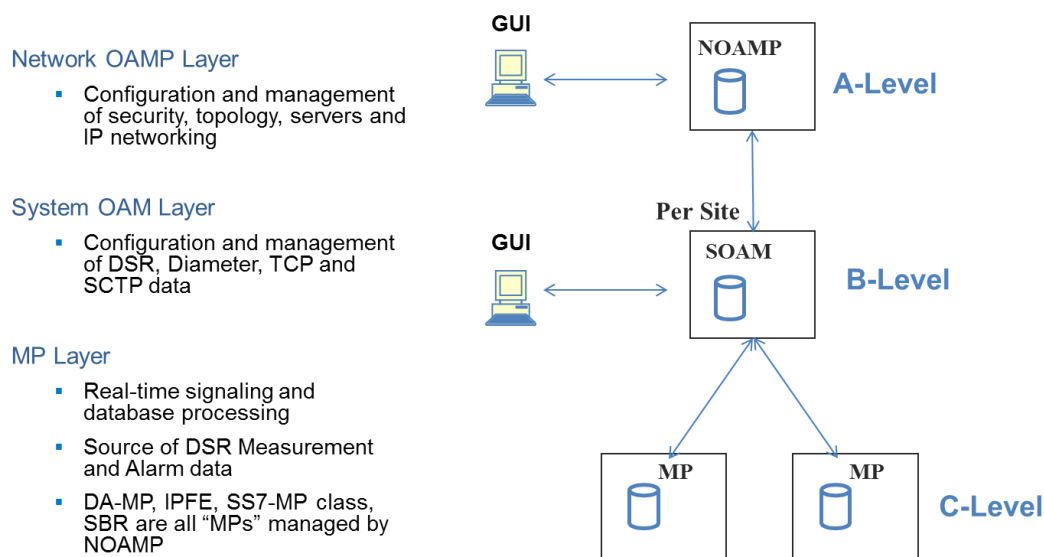 Network OAMP Layer
▪ Configuration and management
of security, topology, servers and
IP networking
System OAM Layer
▪ Configuration and management
of DSR, Diameter, TCP and
SCTP data
MP Layer
▪ Real-time signaling and
database processing
▪ Source of DSR Measurement
and Alarm data
▪ DA-MP, IPFE, SS7-MP class,
SBR are all “MPs” managed by
NOAMP
GUI
NOAMP
A-Level
Per Site
GUI
SOAM
B-Level
MP
MP
C-Level